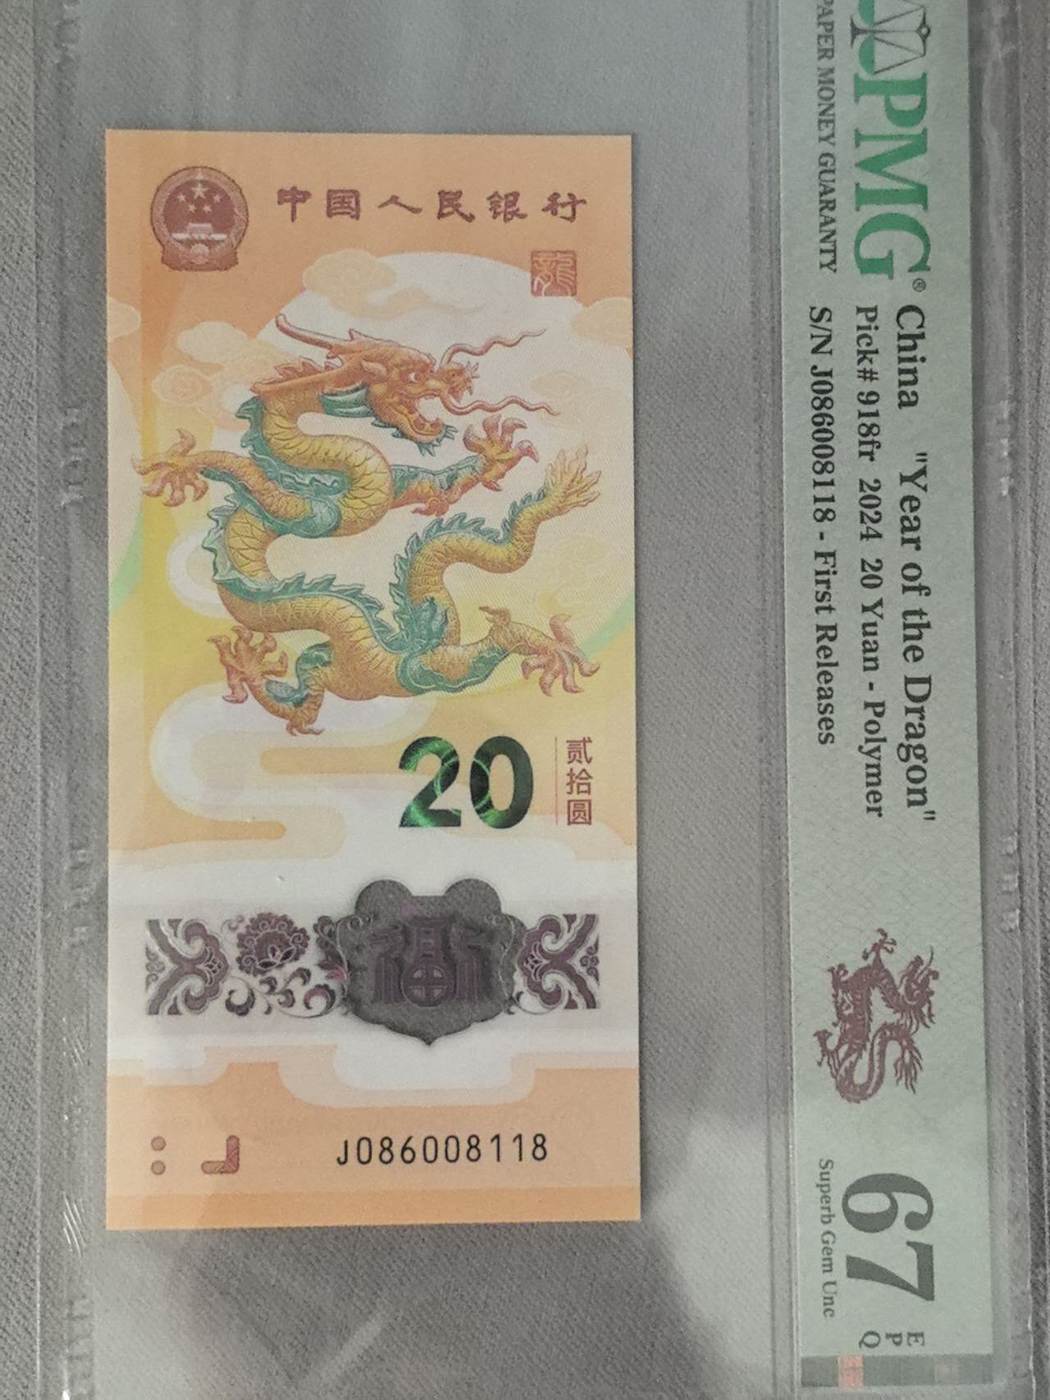 中国人民银行
龍
20
贰拾圆
福
J086008118
PMG®
PAPER MONEY GUARANTY
China "Year of the Dragon"
Pick# 918fr 2024 20 Yuan - Polymer
S/N J086008118 - First Releases
67
EPQ
Superb Gem Unc